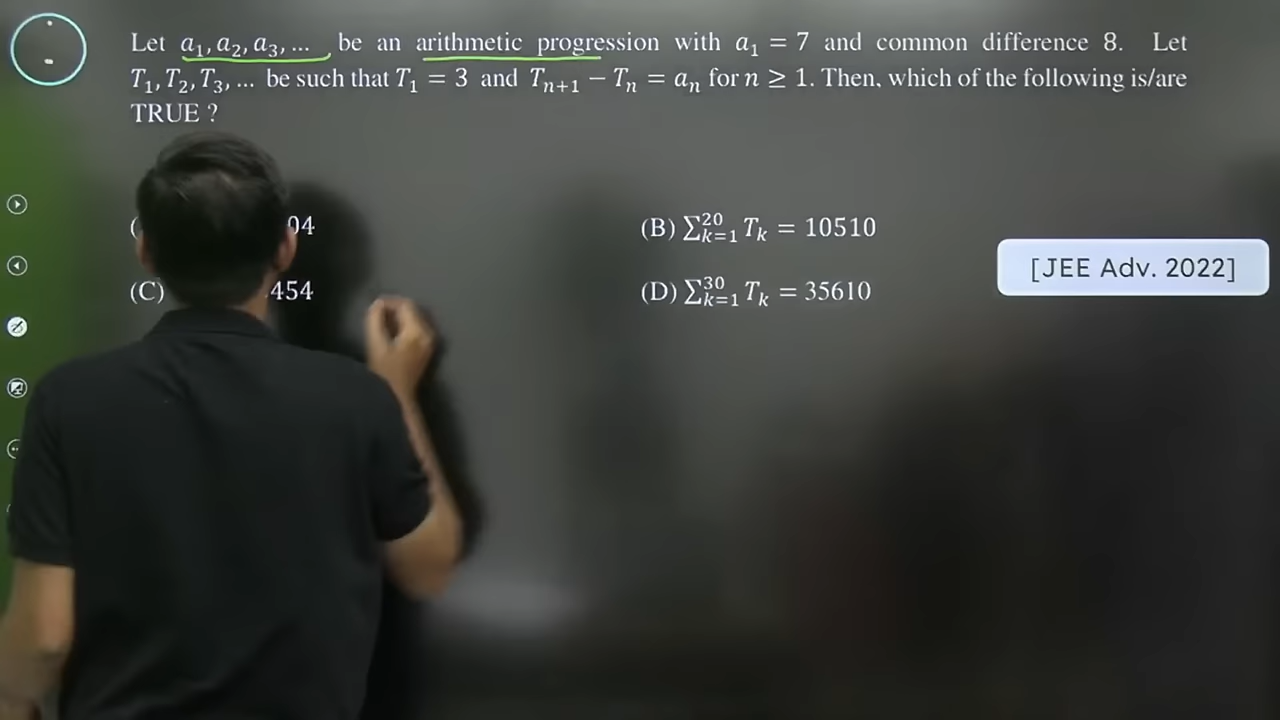 Let a₁, a₂, a₃, ... be an arithmetic progression with a₁ = 7 and common difference 8. Let
T₁, T₂, T₃, ... be such that T₁ = 3 and Tₙ₊₁ − Tₙ = aₙ for n ≥ 1. Then, which of the following is/are
TRUE ?
04 (B) ∑²⁰ₖ₌₁ Tₖ = 10510
[JEE Adv. 2022]
(C) 454 (D) ∑³⁰ₖ₌₁ Tₖ = 35610